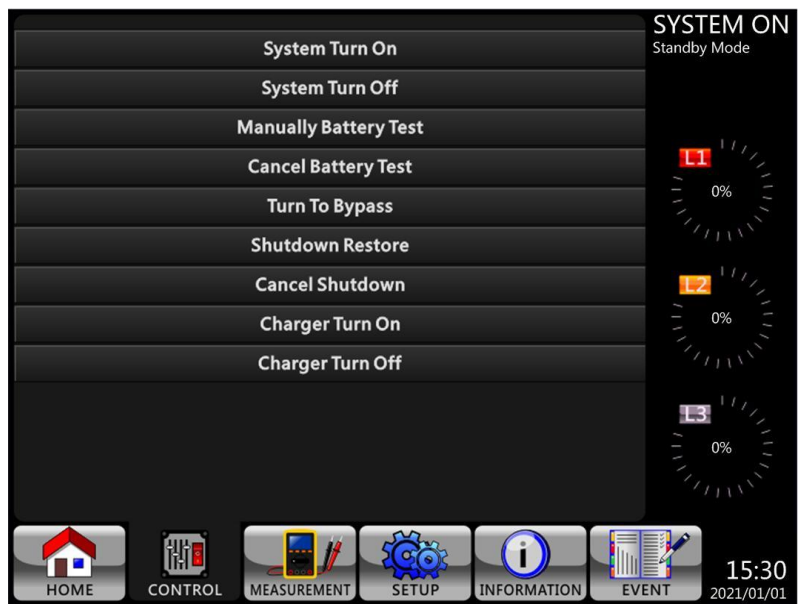 SYSTEM ON
Standby Mode
System Turn On
System Turn Off
Manually Battery Test
Cancel Battery Test
Turn To Bypass
Shutdown Restore
Cancel Shutdown
Charger Turn On
Charger Turn Off
L1
0%
L2
0%
L3
0%
HOME
CONTROL
MEASUREMENT
SETUP
INFORMATION
EVENT
15:30
2021/01/01